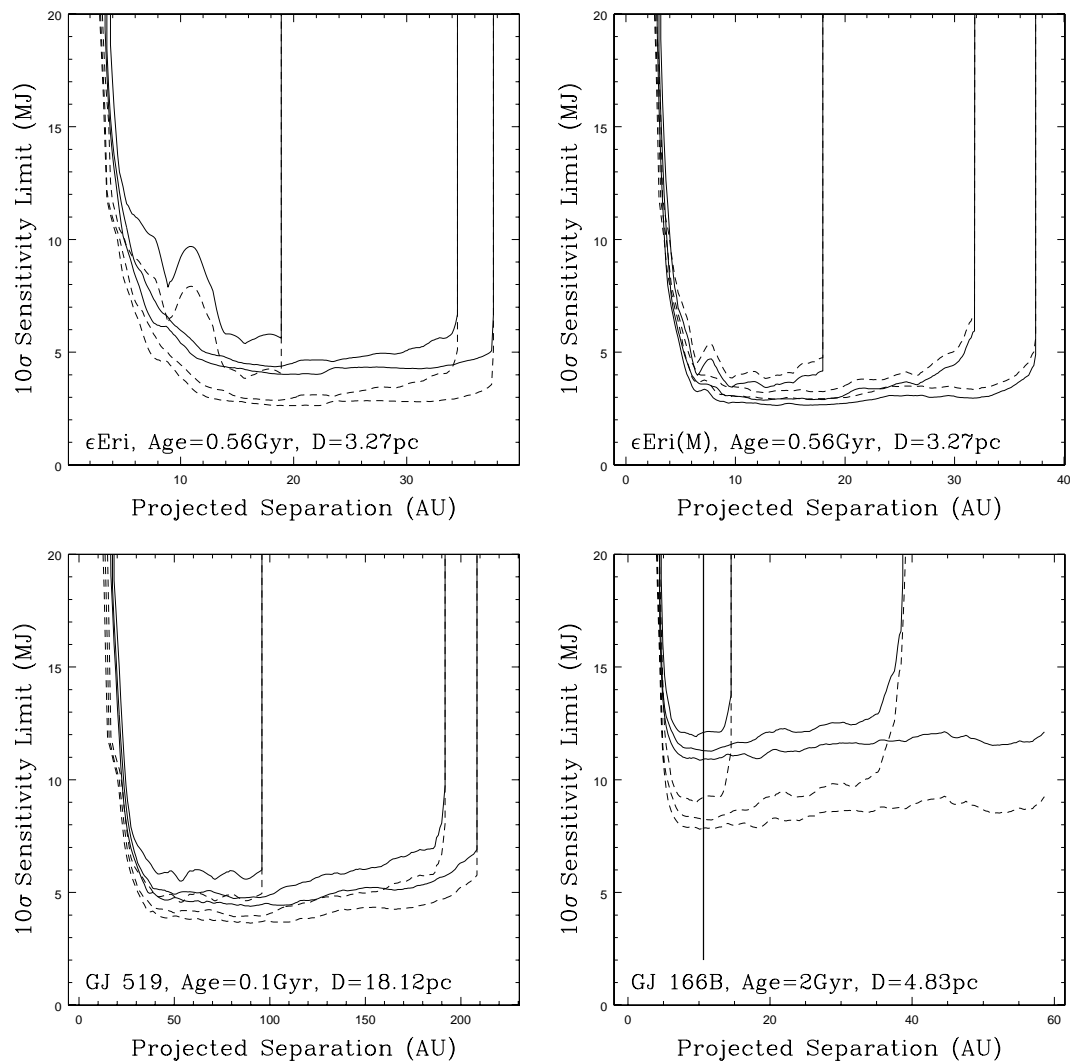 20
15
10
5
0
10σ Sensitivity Limit (MJ)
ϵEri, Age=0.56Gyr, D=3.27pc
10 20 30
Projected Separation (AU)
20
15
10
5
0
10σ Sensitivity Limit (MJ)
ϵEri(M), Age=0.56Gyr, D=3.27pc
0 10 20 30 40
Projected Separation (AU)
20
15
10
5
0
10σ Sensitivity Limit (MJ)
GJ 519, Age=0.1Gyr, D=18.12pc
0 50 100 150 200
Projected Separation (AU)
20
15
10
5
0
10σ Sensitivity Limit (MJ)
GJ 166B, Age=2Gyr, D=4.83pc
0 20 40 60
Projected Separation (AU)